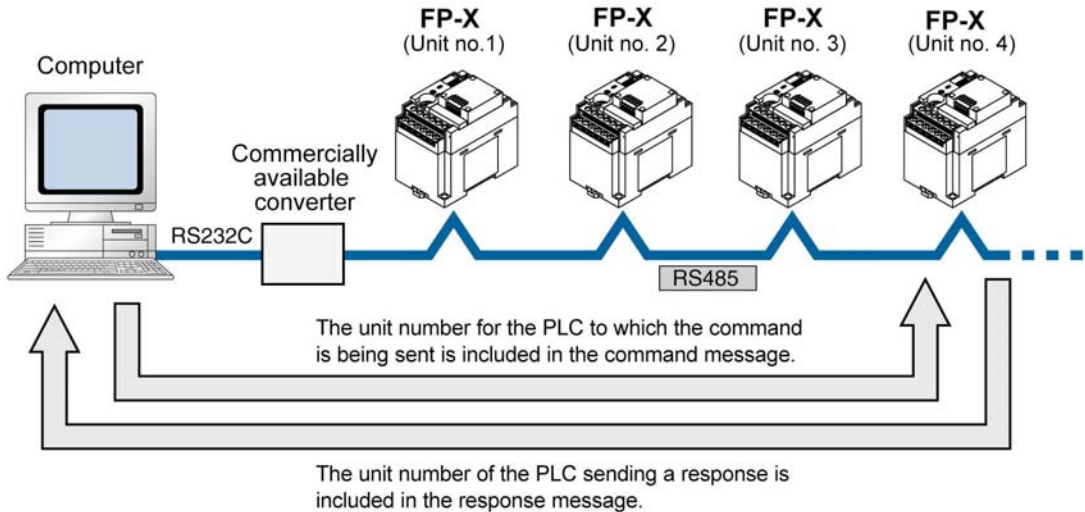 FP-X
(Unit no.1)
FP-X
(Unit no. 2)
FP-X
(Unit no. 3)
FP-X
(Unit no. 4)
Computer
Commercially
available
converter
RS232C
RS485
The unit number for the PLC to which the command
is being sent is included in the command message.
The unit number of the PLC sending a response is
included in the response message.